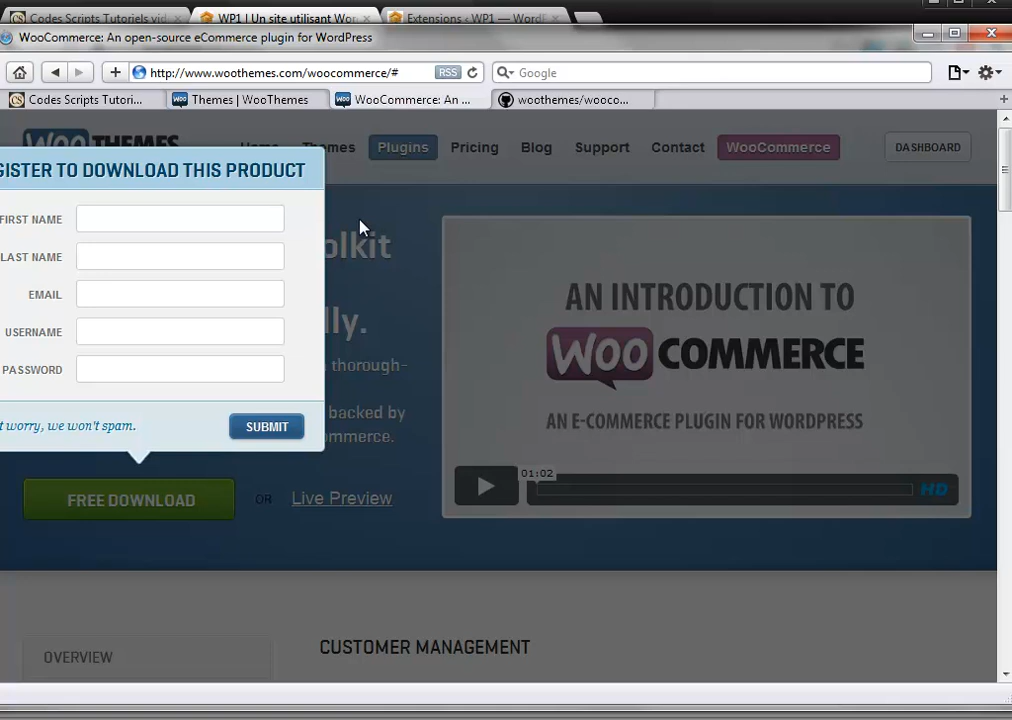 Codes Scripts Tutoriels vid
WP1 | Un site utilisant Wor
Extensions ‹ WP1 — WordP
WooCommerce: An open-source eCommerce plugin for WordPress
http://www.woothemes.com/woocommerce/#
RSS
Google
Codes Scripts Tutori...
Themes | WooThemes
WooCommerce: An ...
woothemes/wooco...
WOOTHEMES
Home
Themes
Plugins
Pricing
Blog
Support
Contact
WooCommerce
DASHBOARD
GISTER TO DOWNLOAD THIS PRODUCT
FIRST NAME
LAST NAME
EMAIL
USERNAME
PASSWORD
t worry, we won't spam.
SUBMIT
olkit
lly.
thorough-
backed by
mmerce.
FREE DOWNLOAD
OR
Live Preview
AN INTRODUCTION TO
WOO COMMERCE
AN E-COMMERCE PLUGIN FOR WORDPRESS
01:02
HD
OVERVIEW
CUSTOMER MANAGEMENT